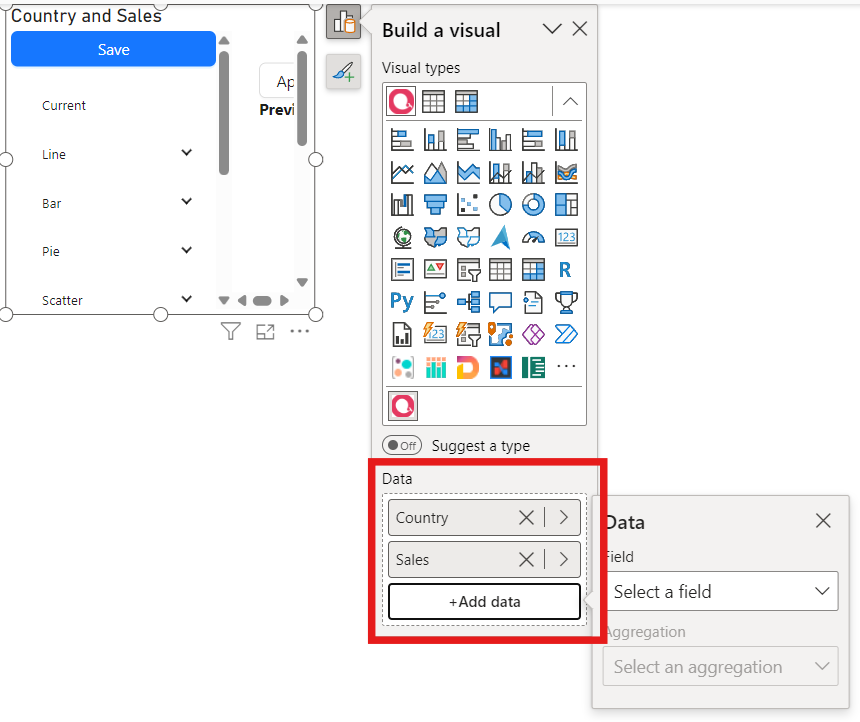 Country and Sales
Save
Current
Line
Bar
Pie
Scatter
Ap
Previ
Build a visual
Visual types
123
R
Py
123
Off
Suggest a type
Data
Country
Sales
+Add data
Data
Field
Select a field
Aggregation
Select an aggregation